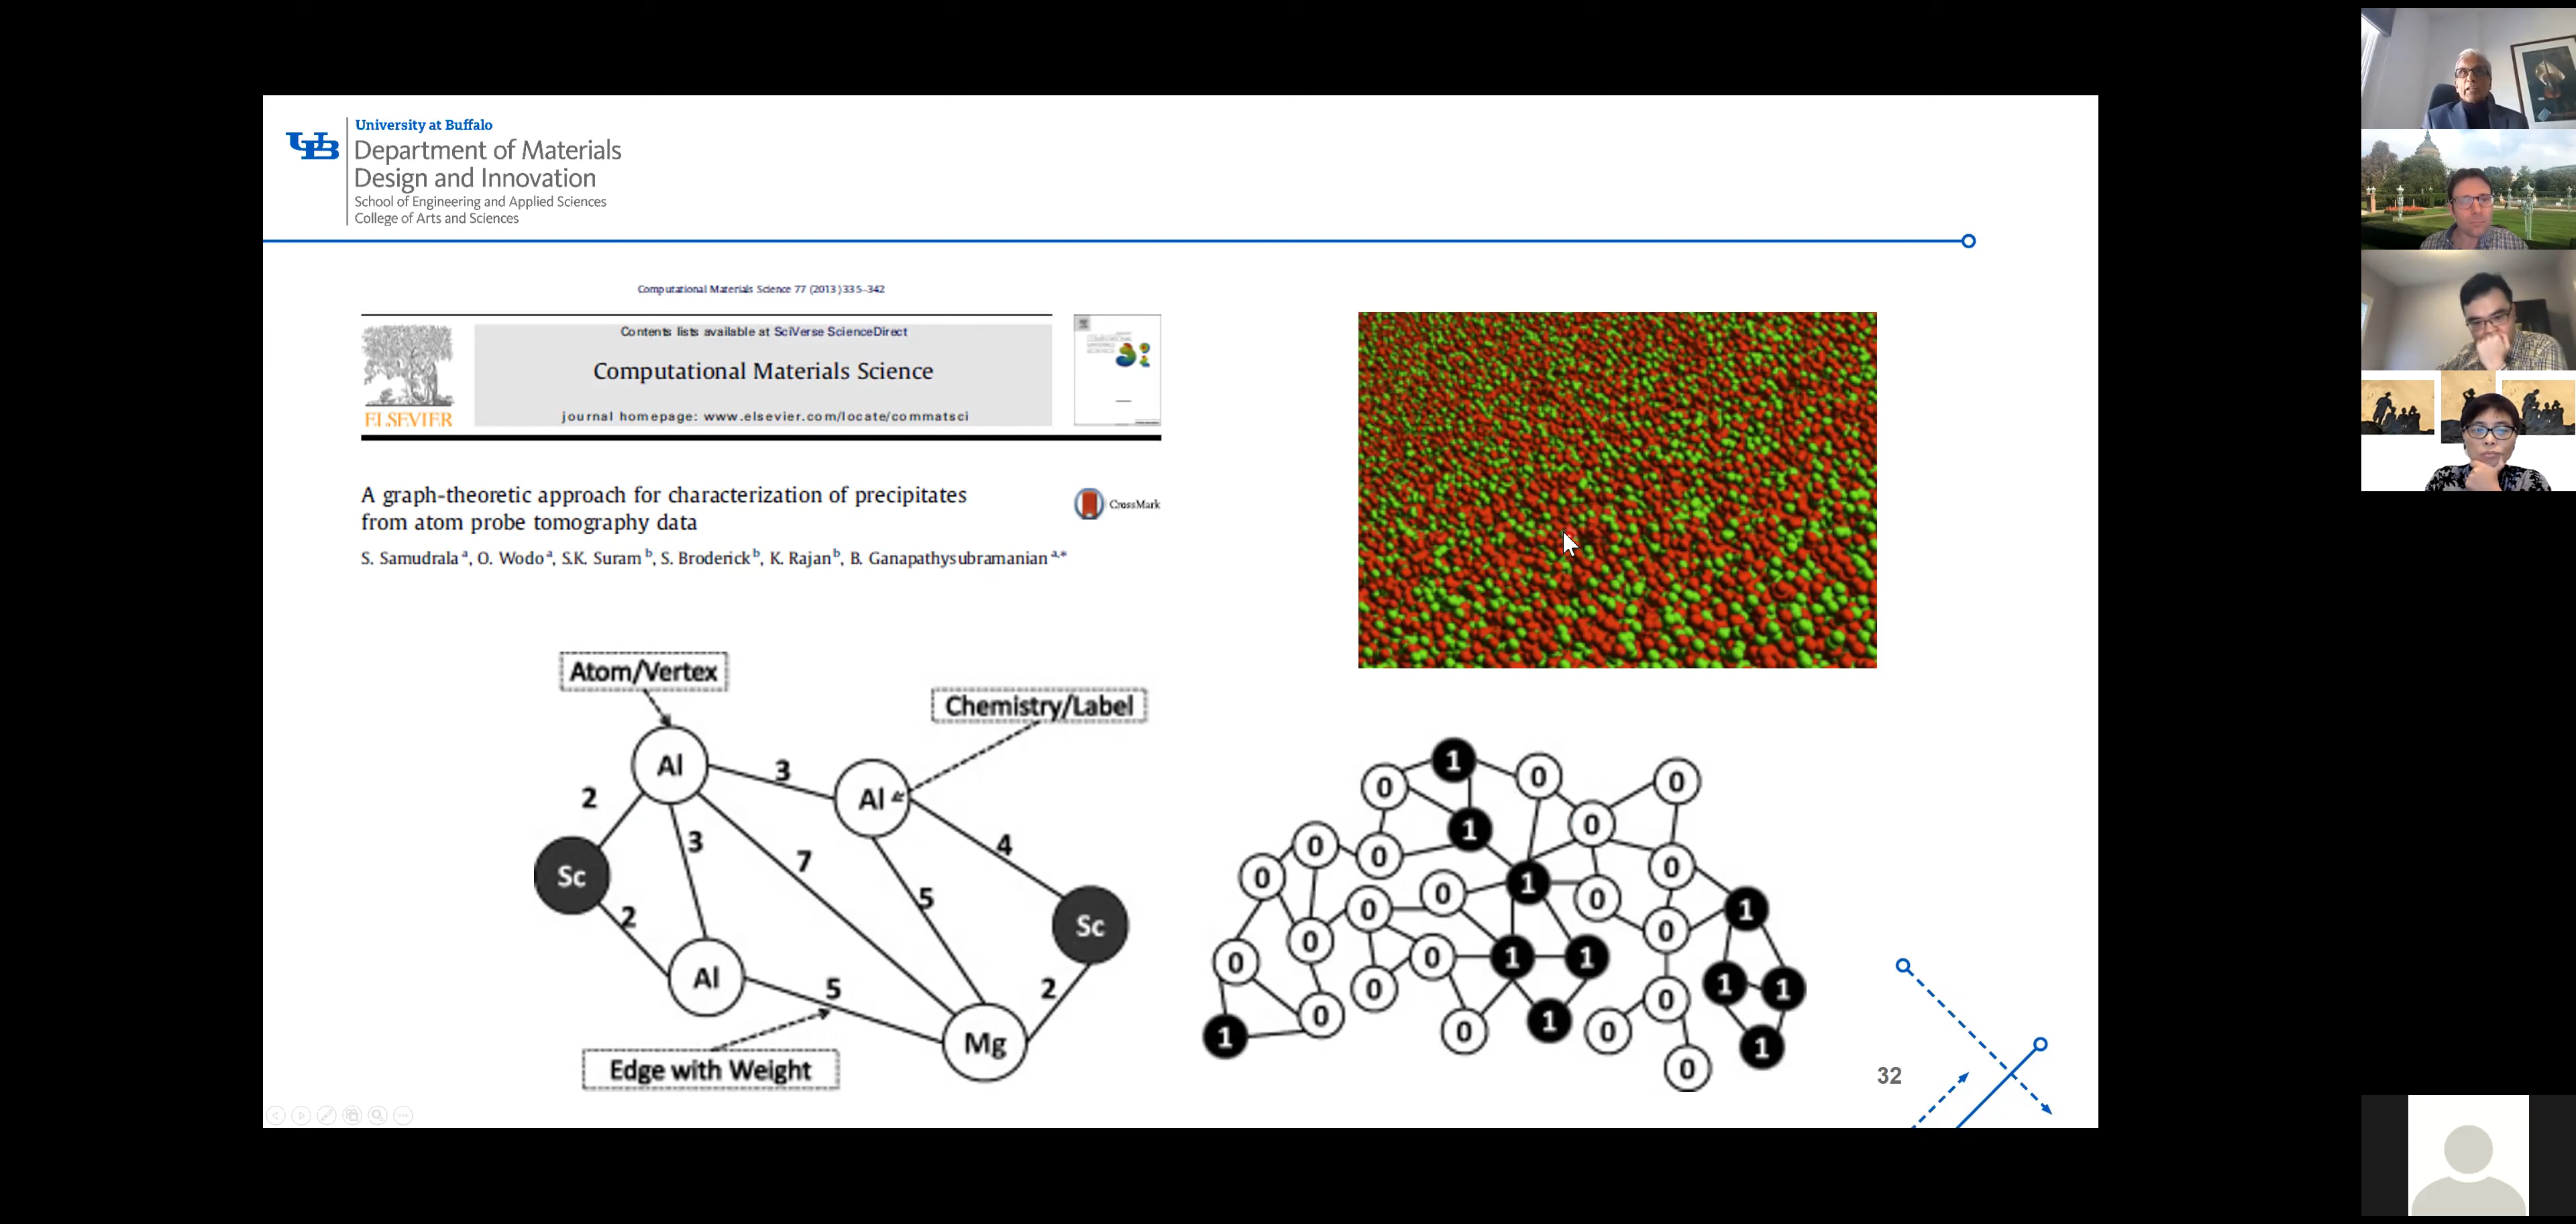 University at Buffalo
UB
Department of Materials
Design and Innovation
School of Engineering and Applied Sciences
College of Arts and Sciences
Computational Materials Science 77 (2013) 335–342
Contents lists available at SciVerse ScienceDirect
Computational Materials Science
journal homepage: www.elsevier.com/locate/commatsci
ELSEVIER
A graph-theoretic approach for characterization of precipitates
from atom probe tomography data
CrossMark
S. Samudrala a, O. Wodo a, S.K. Suram b, S. Broderick b, K. Rajan b, B. Ganapathysubramanian a,*
Atom/Vertex
Chemistry/Label
Al
3
Al
2
3
7
4
Sc
5
Sc
2
Al
5
2
Mg
Edge with Weight
1
0
0
0
1
0
0
0
0
0
1
0
0
0
1
0
0
0
0
1
1
0
0
1
1
0
0
1
0
1
0
0
1
0
32